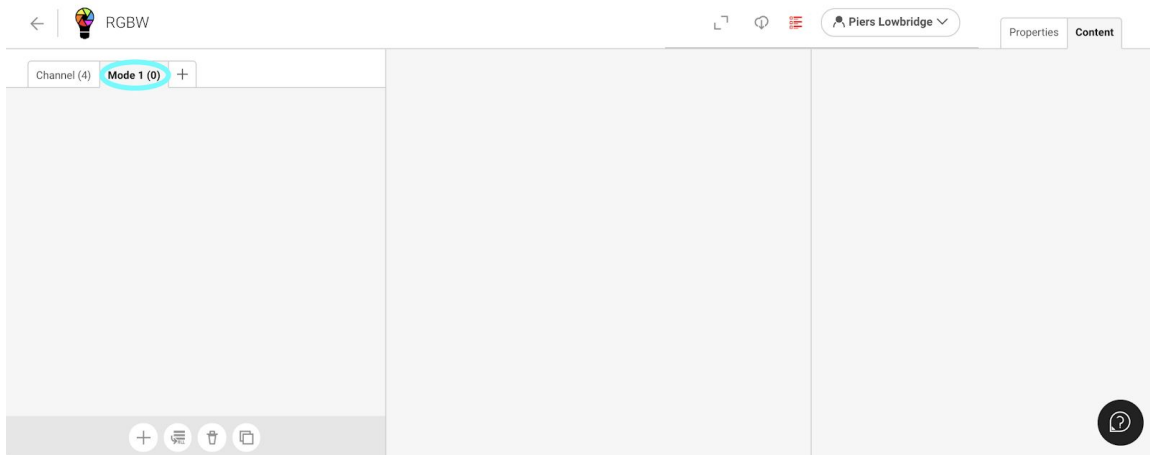 RGBW
Piers Lowbridge
Properties
Content
Channel (4)
Mode 1 (0)